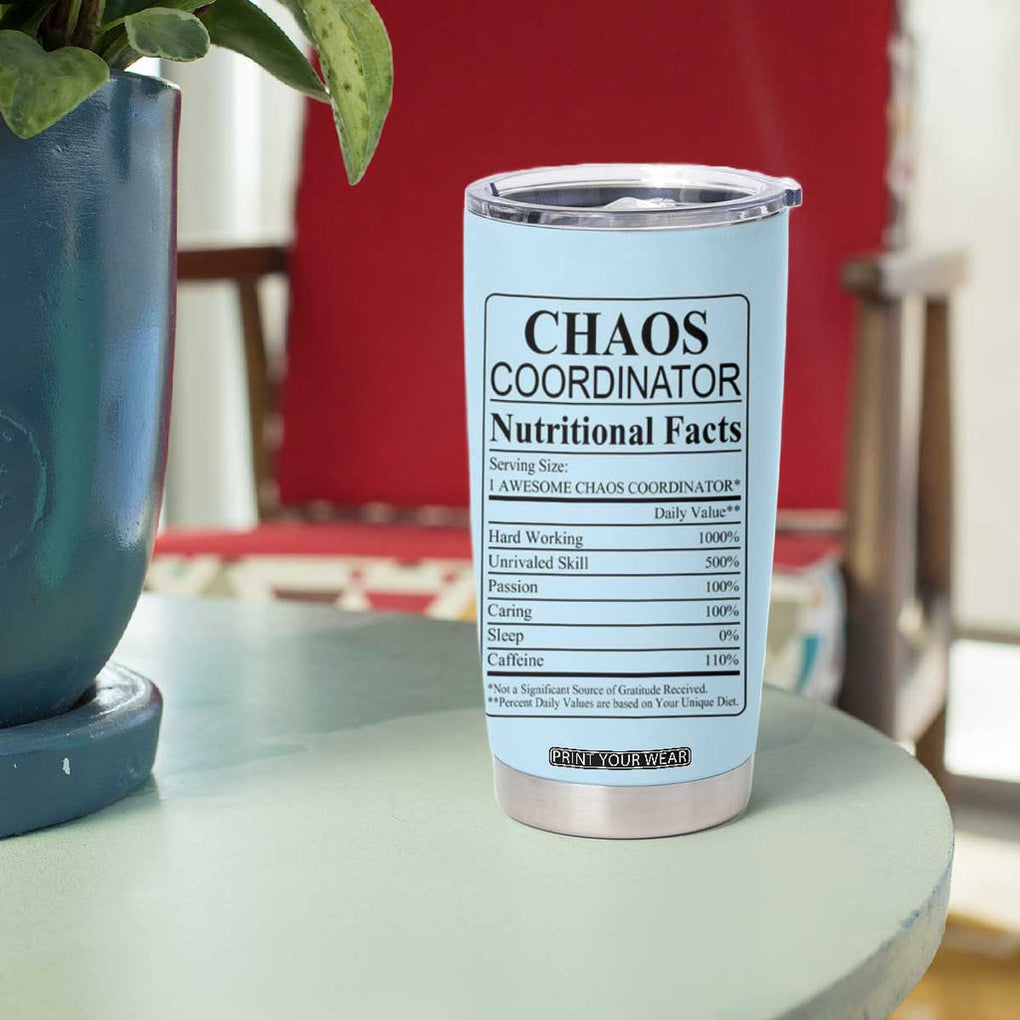 CHAOS
COORDINATOR
Nutritional Facts
Serving Size:
1 AWESOME CHAOS COORDINATOR*
Daily Value**
Hard Working 1000%
Unrivaled Skill 500%
Passion 100%
Caring 100%
Sleep 0%
Caffeine 110%
*Not a Significant Source of Gratitude Received.
**Percent Daily Values are based on Your Unique Diet.
PRINT YOUR WEAR